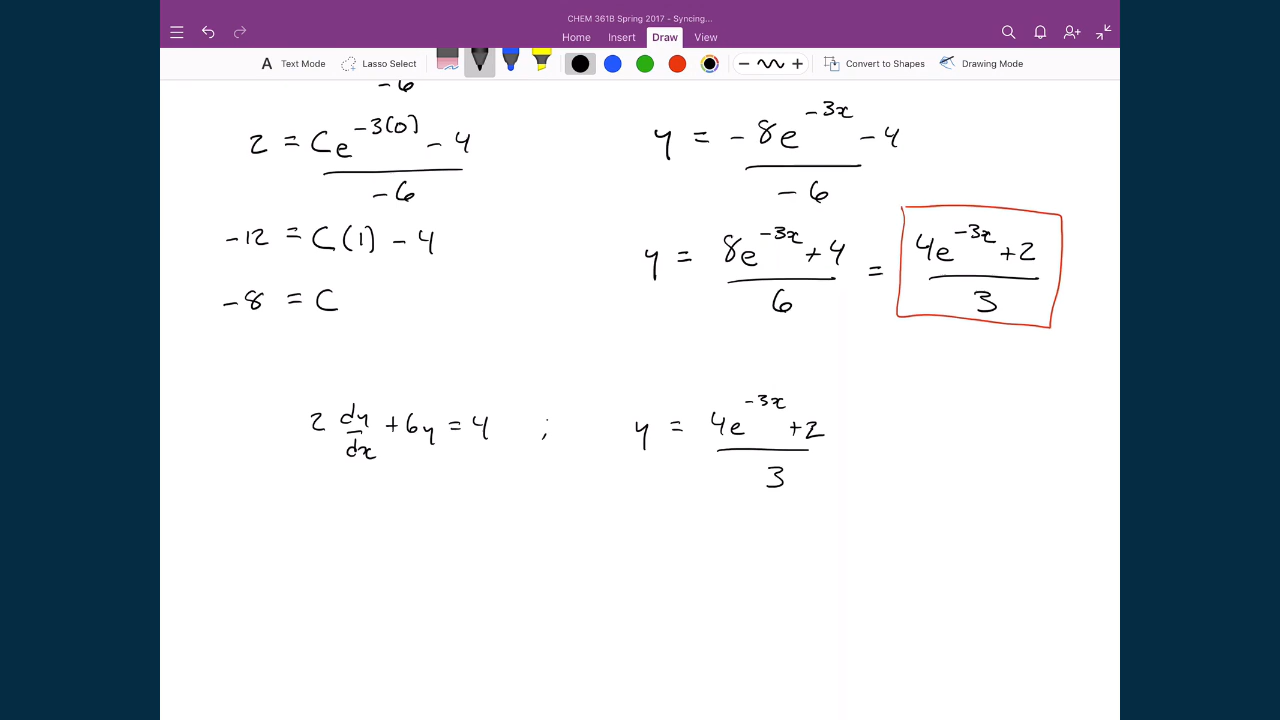 CHEM 361B Spring 2017 - Syncing...
Home Insert Draw View
Text Mode Lasso Select Convert to Shapes Drawing Mode
-6
2 = Ce^{-3(0)} - 4
-6
-12 = C(1) - 4
-8 = C
y = -8e^{-3x} - 4
-6
y = 8e^{-3x} + 4 = 4e^{-3x} + 2
6 3
2 dy/dx + 6y = 4 ; y = 4e^{-3x} + 2
3